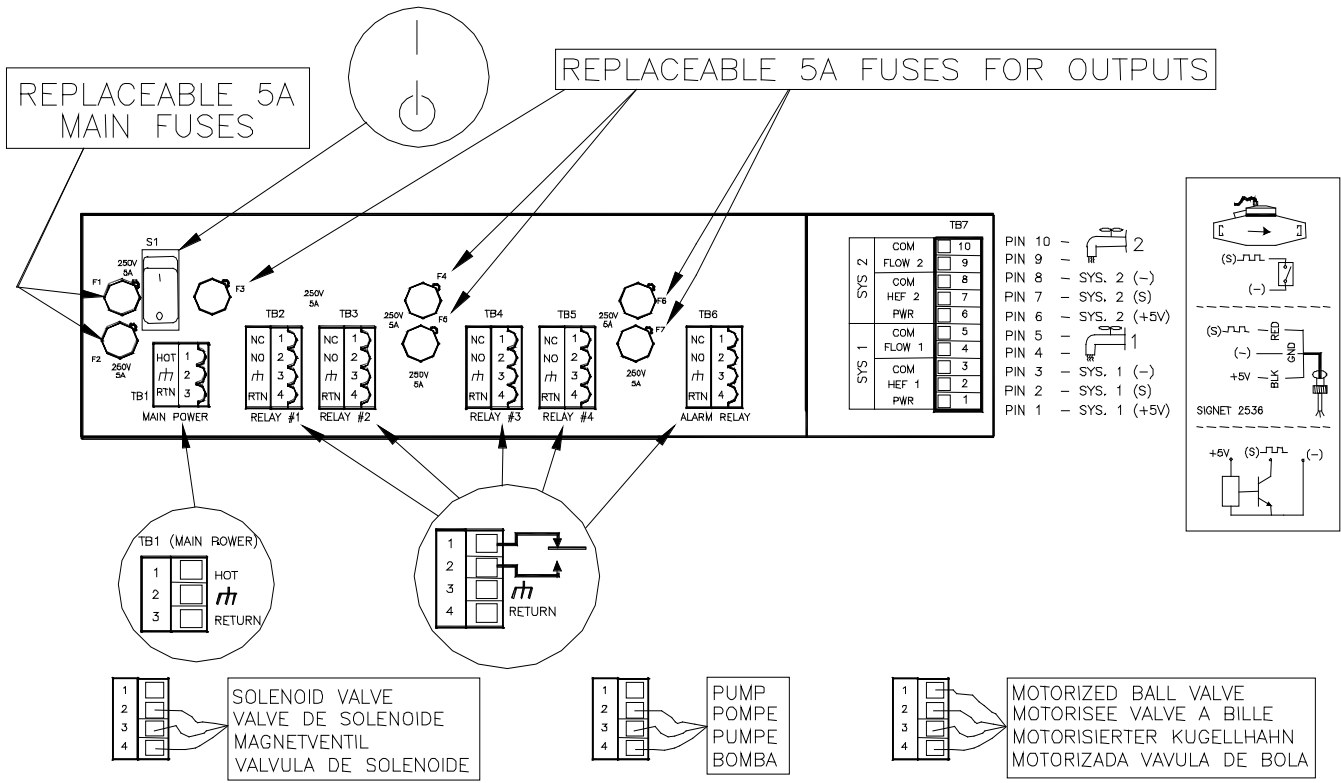 REPLACEABLE 5A
MAIN FUSES
REPLACEABLE 5A FUSES FOR OUTPUTS
S1
250V
5A
F1
F2
250V
5A
I
O
F3
HOT 1
2
RTN 3
TB1
MAIN POWER
250V
5A
TB2
NC 1
NO 2
3
RTN 4
RELAY #1
TB3
NC 1
NO 2
3
RTN 4
RELAY #2
F4
250V
5A
F6
250V
5A
TB4
NC 1
NO 2
3
RTN 4
RELAY #3
TB5
NC 1
NO 2
3
RTN 4
RELAY #4
F6
250V
5A
F7
250V
5A
TB6
NC 1
NO 2
3
RTN 4
ALARM RELAY
TB7
SYS 2
COM 10
FLOW 2 9
COM 8
HEF 2 7
PWR 6
SYS 1
COM 5
FLOW 1 4
COM 3
HEF 1 2
PWR 1
PIN 10 - 2
PIN 9 -
PIN 8 - SYS. 2 (-)
PIN 7 - SYS. 2 (S)
PIN 6 - SYS. 2 (+5V)
PIN 5 - 1
PIN 4 -
PIN 3 - SYS. 1 (-)
PIN 2 - SYS. 1 (S)
PIN 1 - SYS. 1 (+5V)
(S)
(-)
(S) RED
(-) GND
+5V BLK
SIGNET 2536
+5V (S) (-)
TB1 (MAIN POWER)
1 HOT
2
3 RETURN
1
2
3
4 RETURN
1
2
3
4
SOLENOID VALVE
VALVE DE SOLENOIDE
MAGNETVENTIL
VALVULA DE SOLENOIDE
1
2
3
4
PUMP
POMPE
PUMPE
BOMBA
1
2
3
4
MOTORIZED BALL VALVE
MOTORISEE VALVE A BILLE
MOTORISIERTER KUGELLHAHN
MOTORIZADA VAVULA DE BOLA